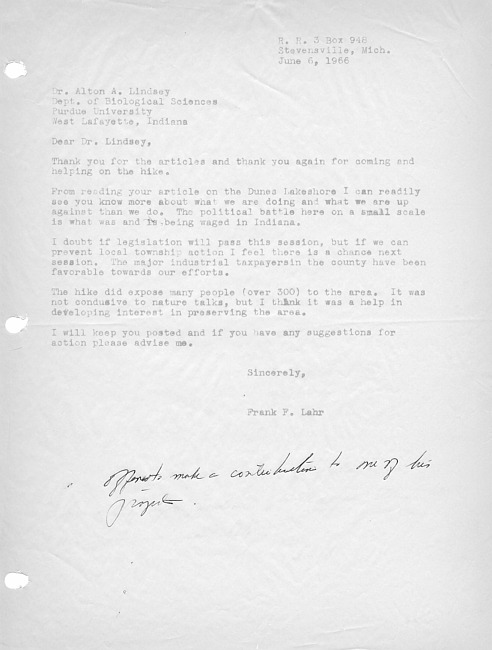 R. R. 3 Box 948
Stevensville, Mich.
June 6, 1966
Dr. Alton A. Lindsey
Dept. of Biological Sciences
Purdue University
West Lafayette, Indiana
Dear Dr. Lindsey,
Thank you for the articles and thank you again for coming and
helping on the hike.
From reading your article on the Dunes Lakeshore I can readily
see you know more about what we are doing and what we are up
against than we do. The political battle here on a small scale
is what was and is being waged in Indiana.
I doubt if legislation will pass this session, but if we can
prevent local township action I feel there is a chance next
session. The major industrial taxpayersin the county have been
favorable towards our efforts.
The hike did expose many people (over 300) to the area. It was
not condusive to nature talks, but I think it was a help in
developing interest in preserving the area.
I will keep you posted and if you have any suggestions for
action please advise me.
Sincerely,
Frank F. Lahr
make a contribution to one of his
project.